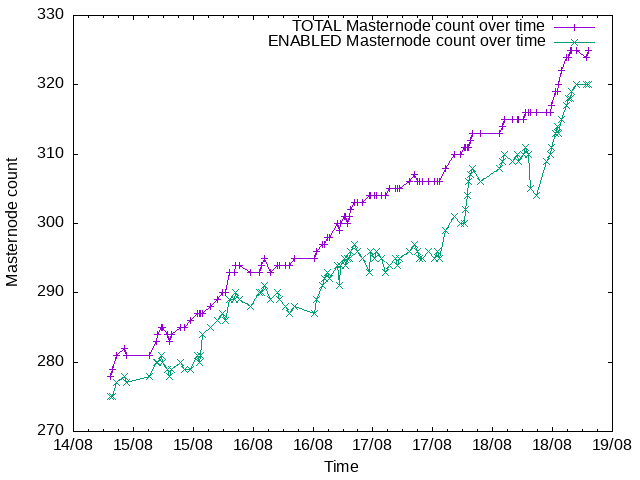 TOTAL Masternode count over time
ENABLED Masternode count over time
Masternode count
330
320
310
300
290
280
270
14/08 15/08 15/08 16/08 16/08 17/08 17/08 18/08 18/08 19/08
Time